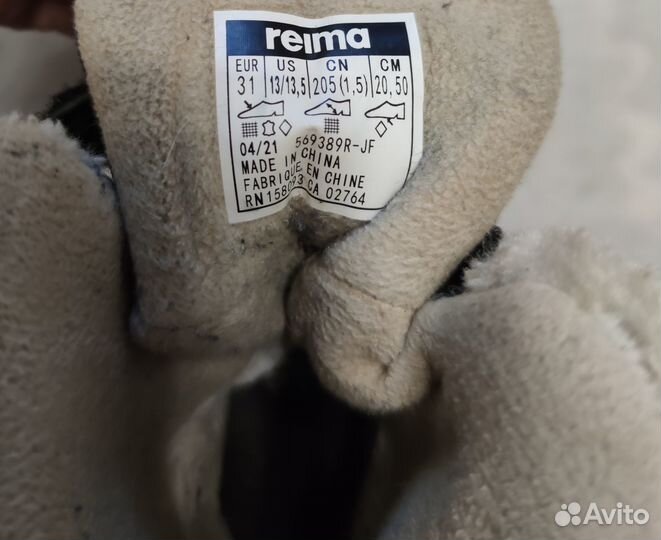 reima
EUR US CN CM
31 13/13,5 205(1,5) 20,50
04/21 569389R-JF
MADE IN CHINA
FABRIQUE EN CHINE
CA 02764
Avito